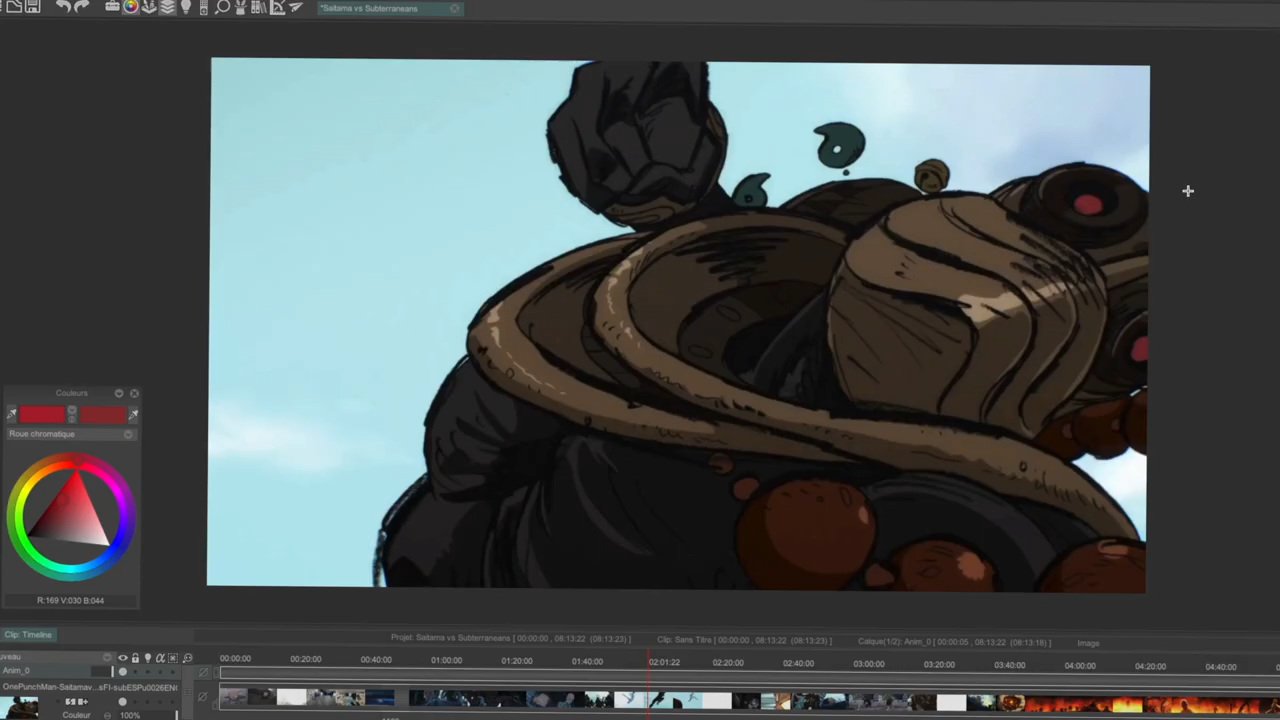 *Saitama vs Subterraneans
Couleurs
Roue chromatique
R:169 V:030 B:044
Clip: Timeline
Projet: Saitama vs Subterraneans [ 00:00:00 , 08:13:22 (08:13:23) ]
Clip: Sans Titre [ 00:00:00 , 08:13:22 (08:13:23) ]
Calque(1/2): Anim_0 [ 00:00:05 , 08:13:22 (08:13:18) ]
Image
uveau
00:00:00 00:20:00 00:40:00 01:00:00 01:20:00 01:40:00 02:01:22 02:20:00 02:40:00 03:00:00 03:20:00 03:40:00 04:00:00 04:20:00 04:40:00
Anim_0
OnePunchMan-Saitamav...sFI-subESPu0026EN
Couleur 100%